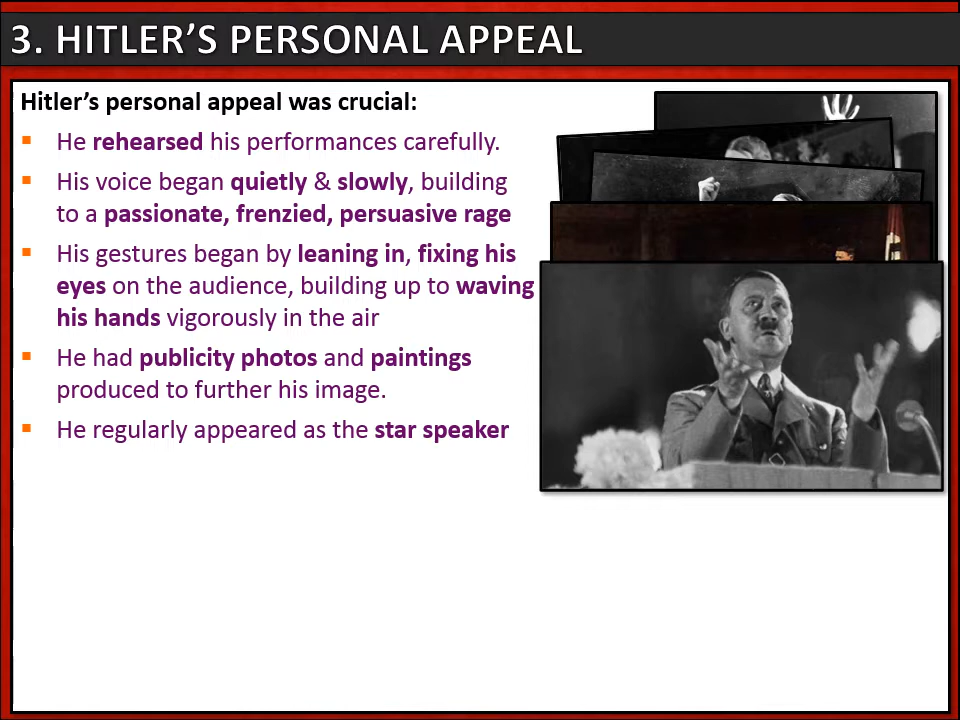 3. HITLER’S PERSONAL APPEAL
Hitler’s personal appeal was crucial:
▪ He rehearsed his performances carefully.
▪ His voice began quietly & slowly, building
to a passionate, frenzied, persuasive rage
▪ His gestures began by leaning in, fixing his
eyes on the audience, building up to waving
his hands vigorously in the air
▪ He had publicity photos and paintings
produced to further his image.
▪ He regularly appeared as the star speaker